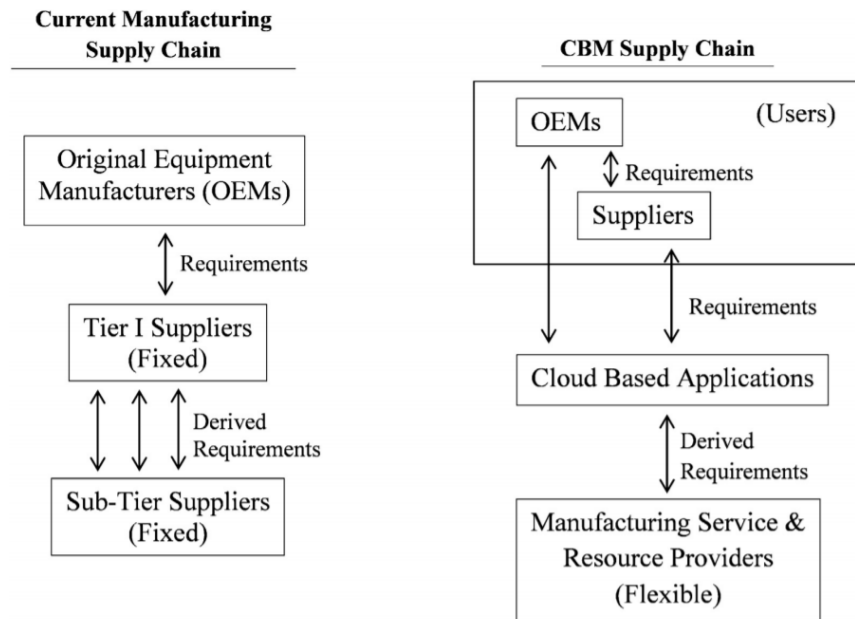 Current Manufacturing
Supply Chain
Original Equipment
Manufacturers (OEMs)
Requirements
Tier I Suppliers
(Fixed)
Derived
Requirements
Sub-Tier Suppliers
(Fixed)
CBM Supply Chain
(Users)
OEMs
Requirements
Suppliers
Requirements
Cloud Based Applications
Derived
Requirements
Manufacturing Service &
Resource Providers
(Flexible)